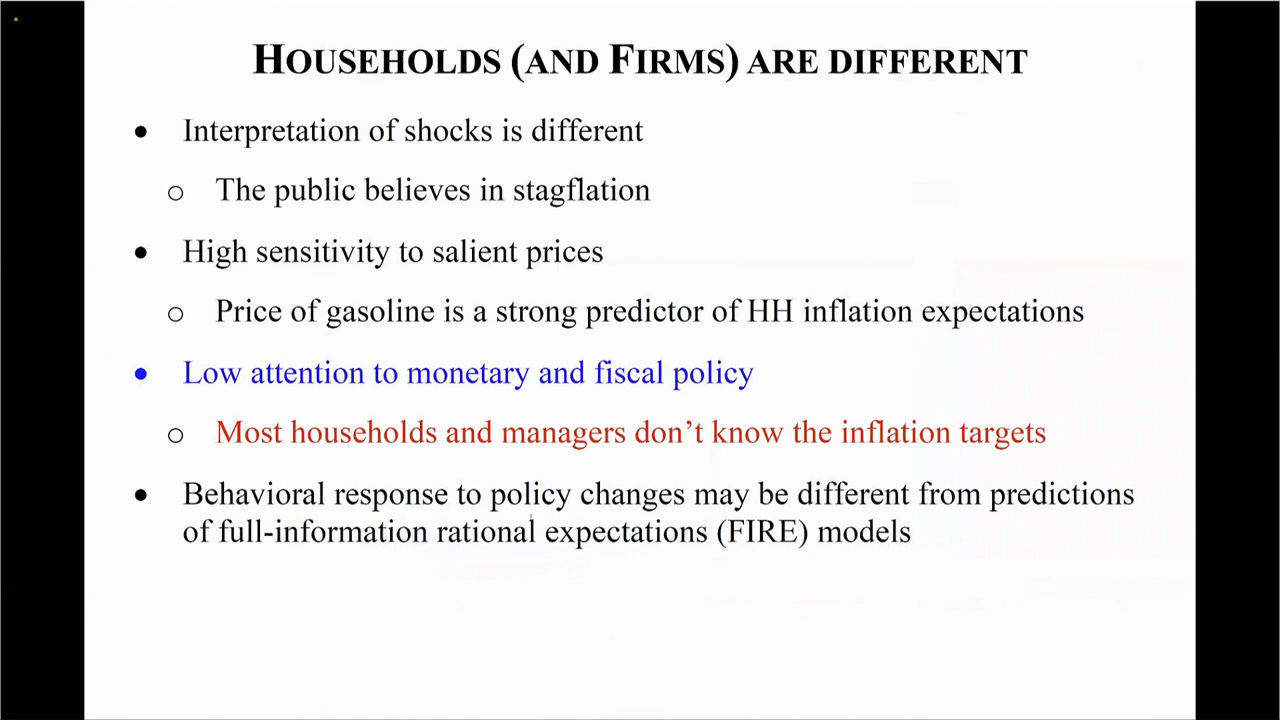 HOUSEHOLDS (AND FIRMS) ARE DIFFERENT
• Interpretation of shocks is different
o The public believes in stagflation
• High sensitivity to salient prices
o Price of gasoline is a strong predictor of HH inflation expectations
• Low attention to monetary and fiscal policy
o Most households and managers don’t know the inflation targets
• Behavioral response to policy changes may be different from predictions
of full-information rational expectations (FIRE) models